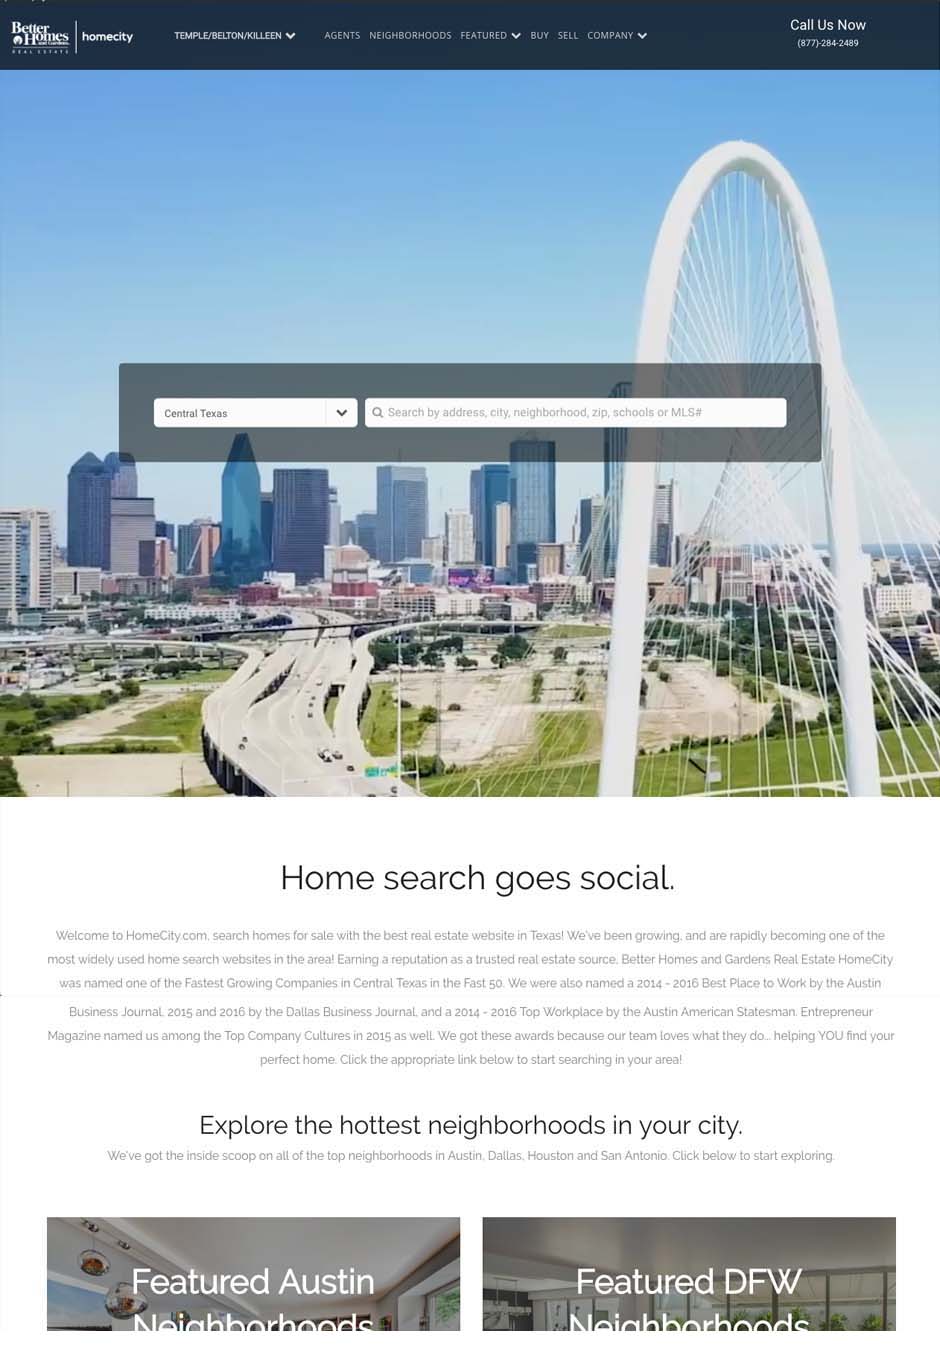 Better
Homes
and Gardens
REAL ESTATE
homecity
TEMPLE/BELTON/KILLEEN
AGENTS NEIGHBORHOODS FEATURED BUY SELL COMPANY
Call Us Now
(877)-284-2489
Central Texas
Search by address, city, neighborhood, zip, schools or MLS#
Home search goes social.
Welcome to HomeCity.com, search homes for sale with the best real estate website in Texas! We've been growing, and are rapidly becoming one of the
most widely used home search websites in the area! Earning a reputation as a trusted real estate source, Better Homes and Gardens Real Estate HomeCity
was named one of the Fastest Growing Companies in Central Texas in the Fast 50. We were also named a 2014 - 2016 Best Place to Work by the Austin
Business Journal, 2015 and 2016 by the Dallas Business Journal, and a 2014 - 2016 Top Workplace by the Austin American Statesman. Entrepreneur
Magazine named us among the Top Company Cultures in 2015 as well. We got these awards because our team loves what they do... helping YOU find your
perfect home. Click the appropriate link below to start searching in your area!
Explore the hottest neighborhoods in your city.
We've got the inside scoop on all of the top neighborhoods in Austin, Dallas, Houston and San Antonio. Click below to start exploring.
Featured Austin
Neighborhoods
Featured DFW
Neighborhoods